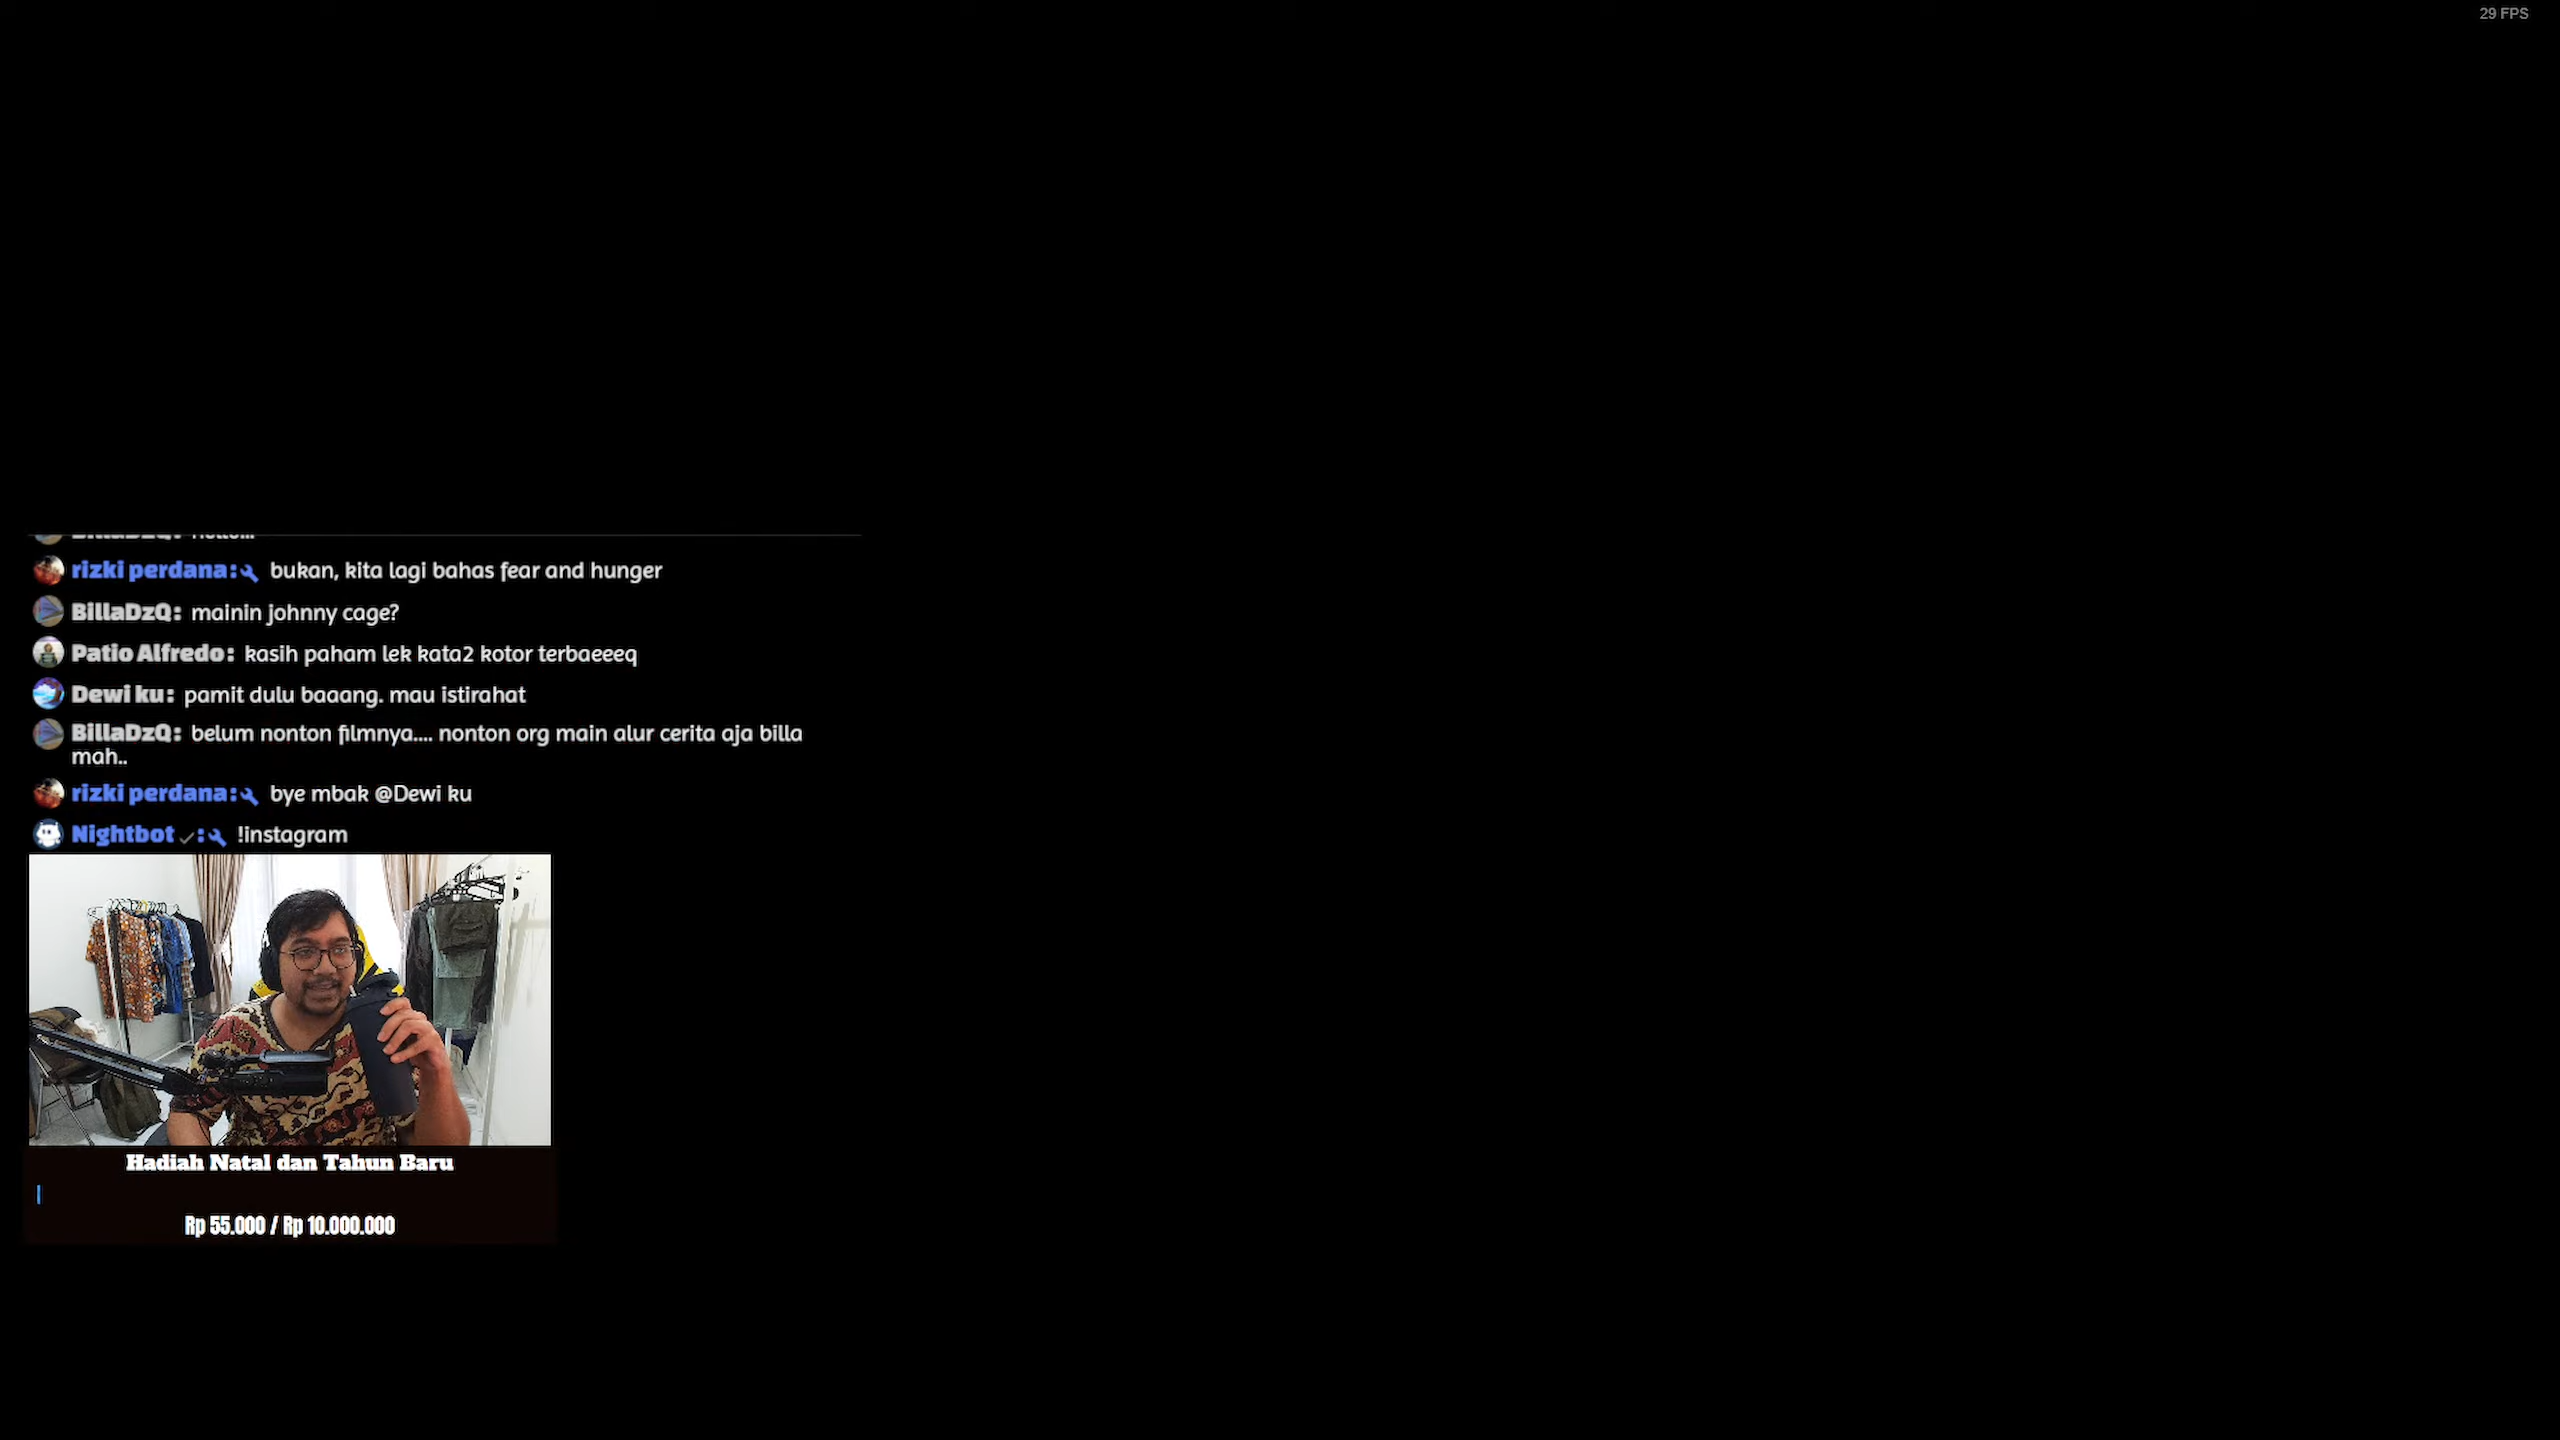 29 FPS
rizki perdana: bukan, kita lagi bahas fear and hunger
BillaDzQ: mainin johnny cage?
Patio Alfredo: kasih paham lek kata2 kotor terbaeeeq
Dewi ku: pamit dulu baaang. mau istirahat
BillaDzQ: belum nonton filmnya.... nonton org main alur cerita aja billa
mah..
rizki perdana: bye mbak @Dewi ku
Nightbot: !instagram
Hadiah Natal dan Tahun Baru
Rp 55.000 / Rp 10.000.000